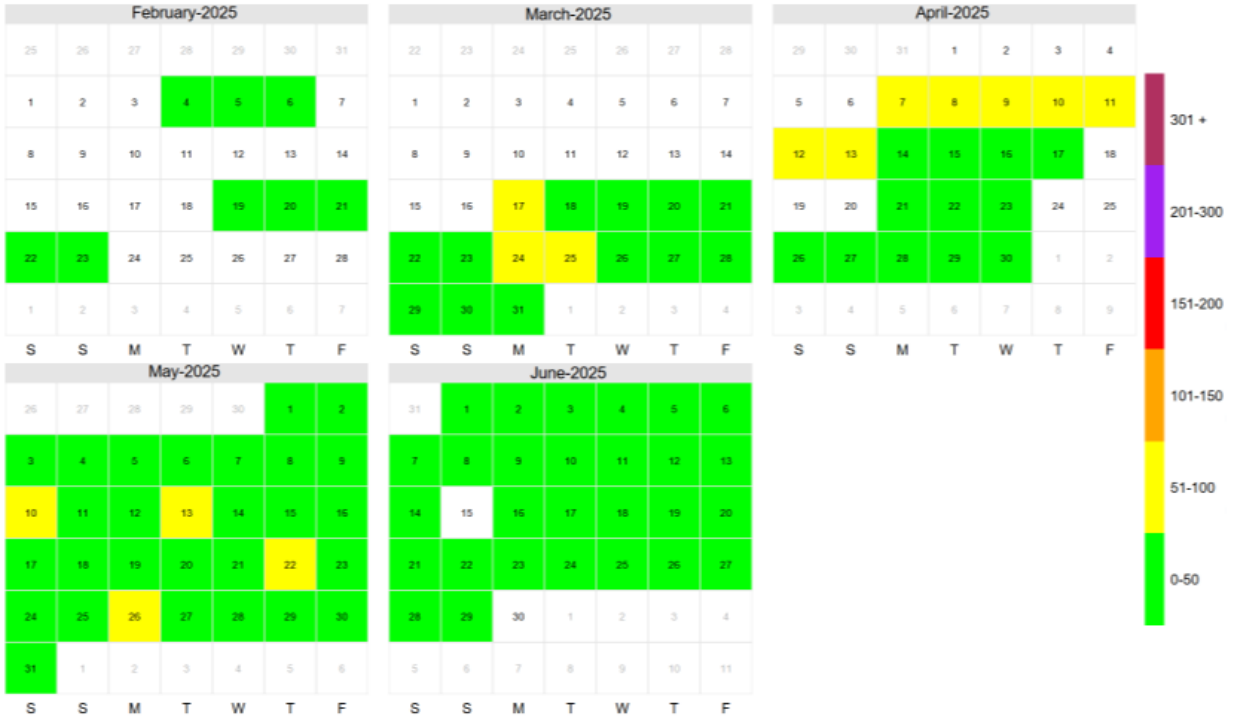 February-2025 March-2025 April-2025
25 26 27 28 29 30 31 22 23 24 25 26 27 28 29 30 31 1 2 3 4
1 2 3 4 5 6 7 1 2 3 4 5 6 7 5 6 7 8 9 10 11
301 +
8 9 10 11 12 13 14 8 9 10 11 12 13 14 12 13 14 15 16 17 18
15 16 17 18 19 20 21 15 16 17 18 19 20 21 19 20 21 22 23 24 25
201-300
22 23 24 25 26 27 28 22 23 24 25 26 27 28 26 27 28 29 30 1 2
1 2 3 4 5 6 7 29 30 31 1 2 3 4 3 4 5 6 7 8 9
151-200
S S M T W T F S S M T W T F S S M T W T F
May-2025 June-2025
101-150
26 27 28 29 30 1 2 31 1 2 3 4 5 6
3 4 5 6 7 8 9 7 8 9 10 11 12 13
51-100
10 11 12 13 14 15 16 14 15 16 17 18 19 20
17 18 19 20 21 22 23 21 22 23 24 25 26 27
0-50
24 25 26 27 28 29 30 28 29 30 1 2 3 4
31 1 2 3 4 5 6 5 6 7 8 9 10 11
S S M T W T F S S M T W T F